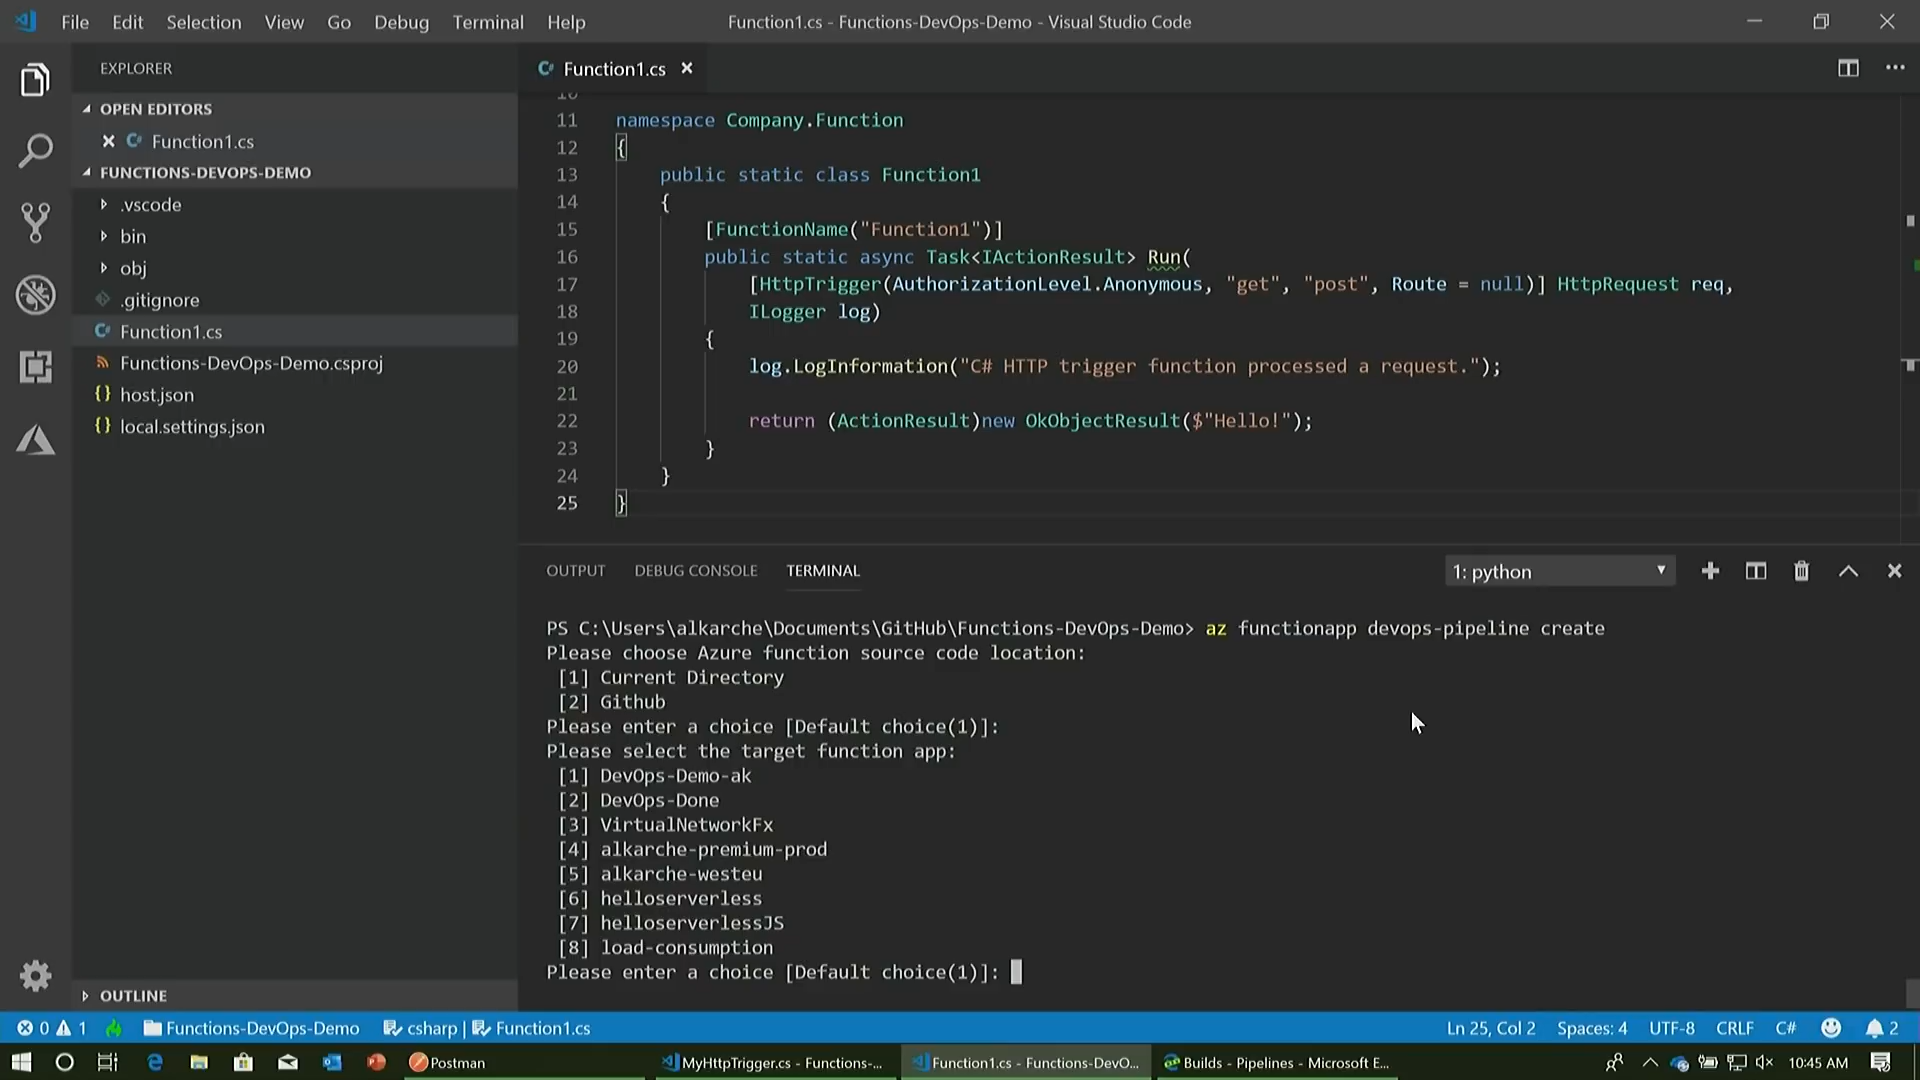 File Edit Selection View Go Debug Terminal Help
Function1.cs - Functions-DevOps-Demo - Visual Studio Code
EXPLORER
OPEN EDITORS
Function1.cs
FUNCTIONS-DEVOPS-DEMO
.vscode
bin
obj
.gitignore
Function1.cs
Functions-DevOps-Demo.csproj
host.json
local.settings.json
OUTLINE
Function1.cs
11 namespace Company.Function
12 {
13 public static class Function1
14 {
15 [FunctionName("Function1")]
16 public static async Task<IActionResult> Run(
17 [HttpTrigger(AuthorizationLevel.Anonymous, "get", "post", Route = null)] HttpRequest req,
18 ILogger log)
19 {
20 log.LogInformation("C# HTTP trigger function processed a request.");
21
22 return (ActionResult)new OkObjectResult($"Hello!");
23 }
24 }
25 }
OUTPUT DEBUG CONSOLE TERMINAL
1: python
PS C:\Users\alkarche\Documents\GitHub\Functions-DevOps-Demo> az functionapp devops-pipeline create
Please choose Azure function source code location:
[1] Current Directory
[2] Github
Please enter a choice [Default choice(1)]:
Please select the target function app:
[1] DevOps-Demo-ak
[2] DevOps-Done
[3] VirtualNetworkFx
[4] alkarche-premium-prod
[5] alkarche-westeu
[6] helloserverless
[7] helloserverlessJS
[8] load-consumption
Please enter a choice [Default choice(1)]:
0 1 Functions-DevOps-Demo csharp | Function1.cs
Ln 25, Col 2 Spaces: 4 UTF-8 CRLF C# 2
Postman
MyHttpTrigger.cs - Functions-...
Function1.cs - Functions-DevO...
Builds - Pipelines - Microsoft E...
10:45 AM